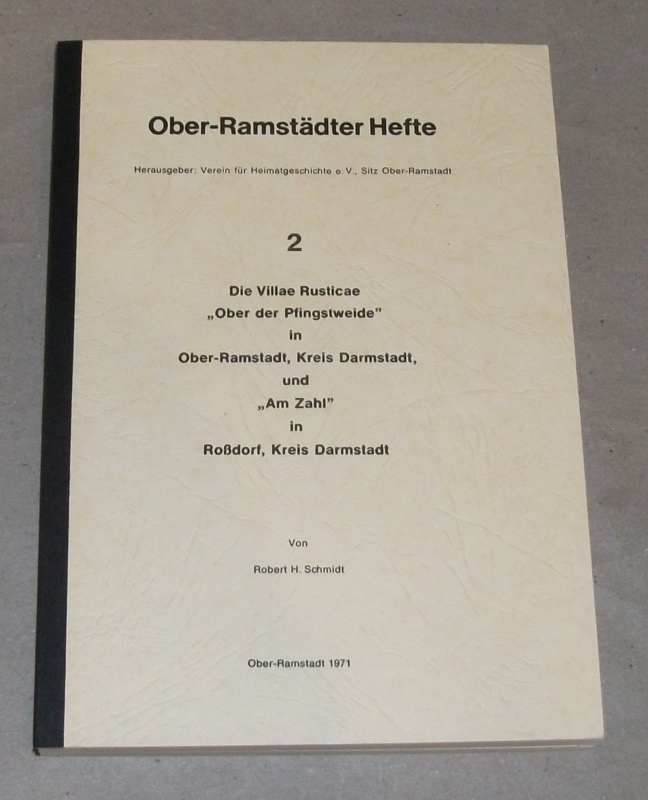 Ober-Ramstädter Hefte
Herausgeber: Verein für Heimatgeschichte e.V., Sitz Ober-Ramstadt
2
Die Villae Rusticae
„Ober der Pfingstweide”
in
Ober-Ramstadt, Kreis Darmstadt,
und
„Am Zahl”
in
Roßdorf, Kreis Darmstadt
Von
Robert H. Schmidt
Ober-Ramstadt 1971